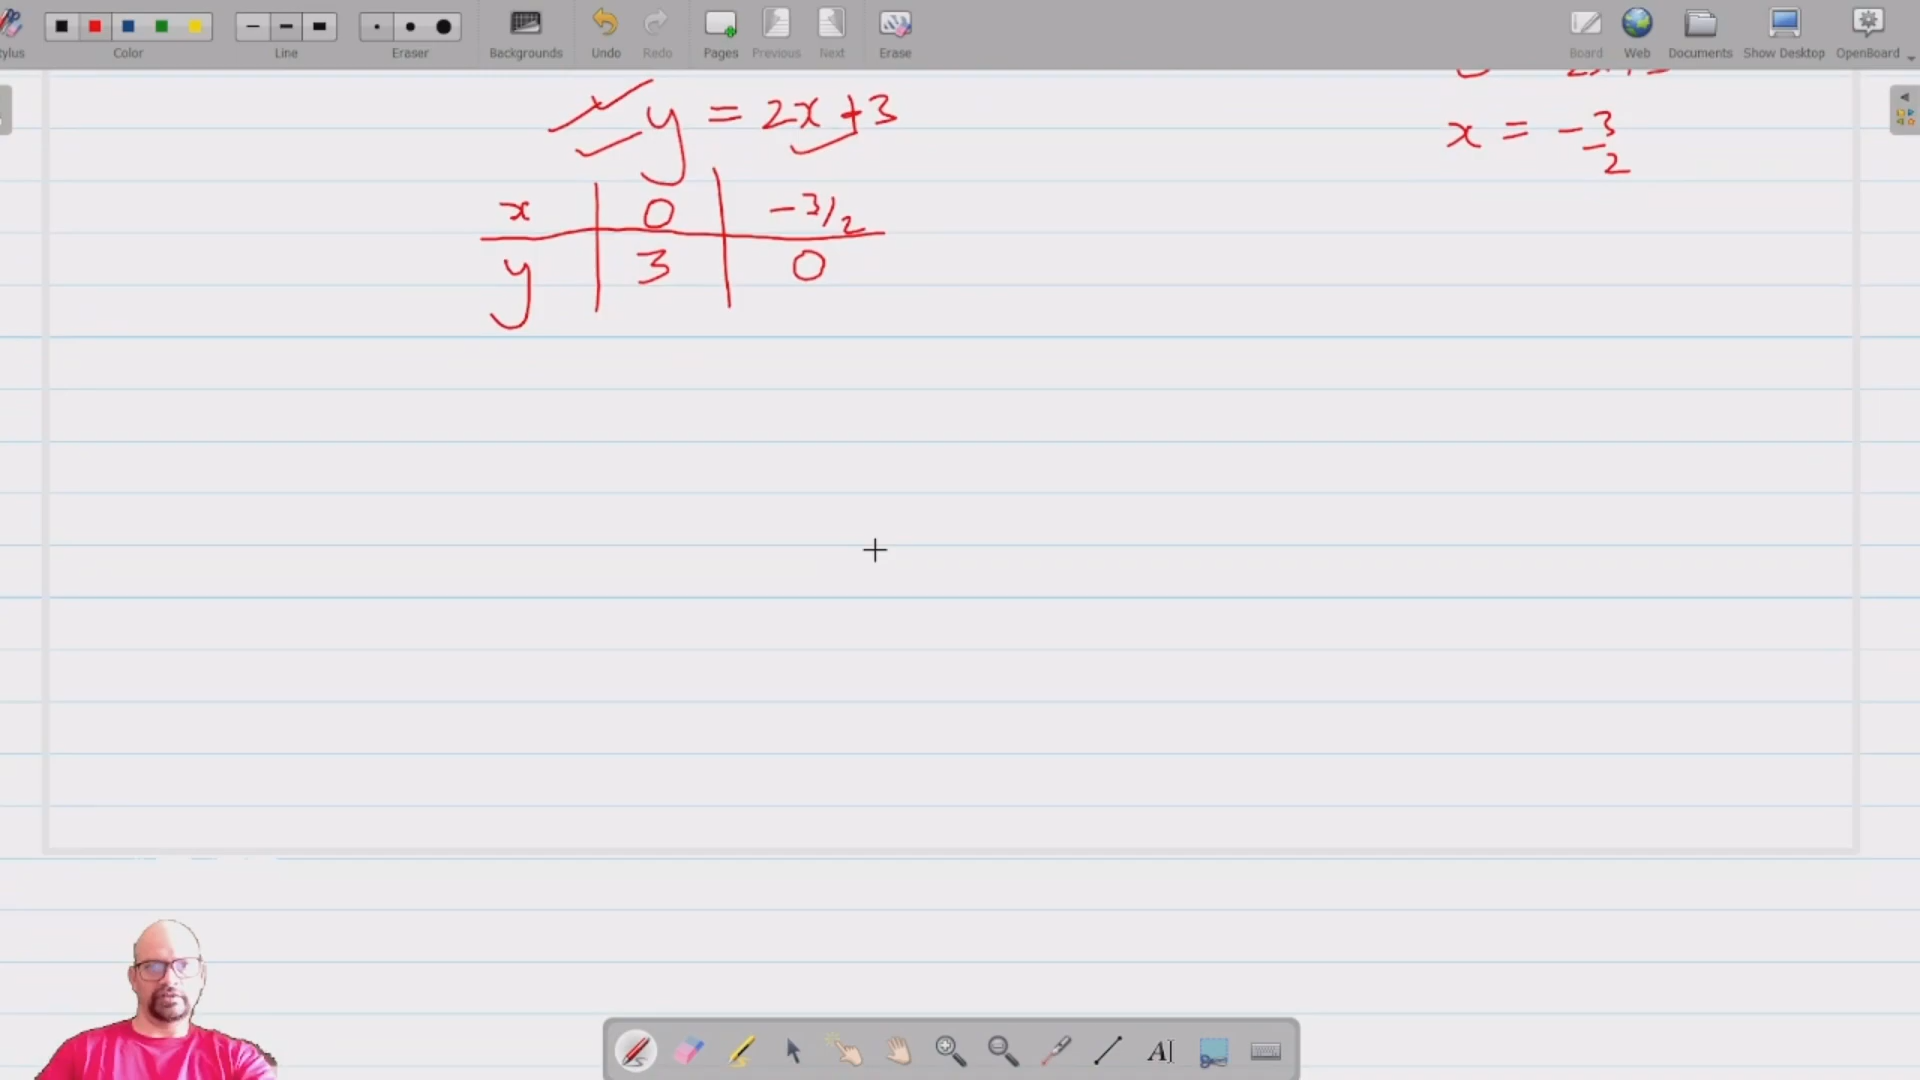 tylus
Color
Line
Eraser
Backgrounds
Undo
Redo
Pages
Previous
Next
Erase
Board
Web
Documents
Show Desktop
OpenBoard
y = 2x+3
x = -3/2
x | 0 | -3/2
y | 3 | 0
A